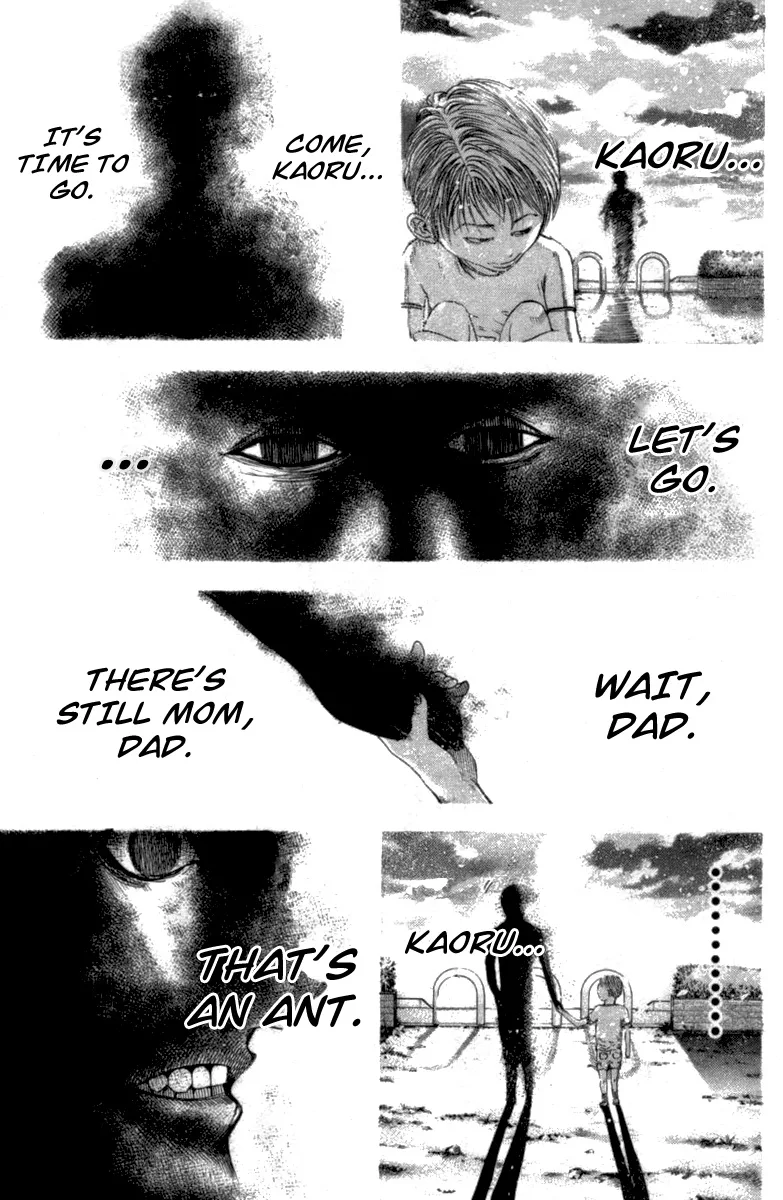 KAORU...
COME,
KAORU...
IT'S
TIME TO
GO.
LET'S
GO.
...
WAIT,
DAD.
THERE'S
STILL MOM,
DAD.
..............
KAORU...
THAT'S
AN ANT.